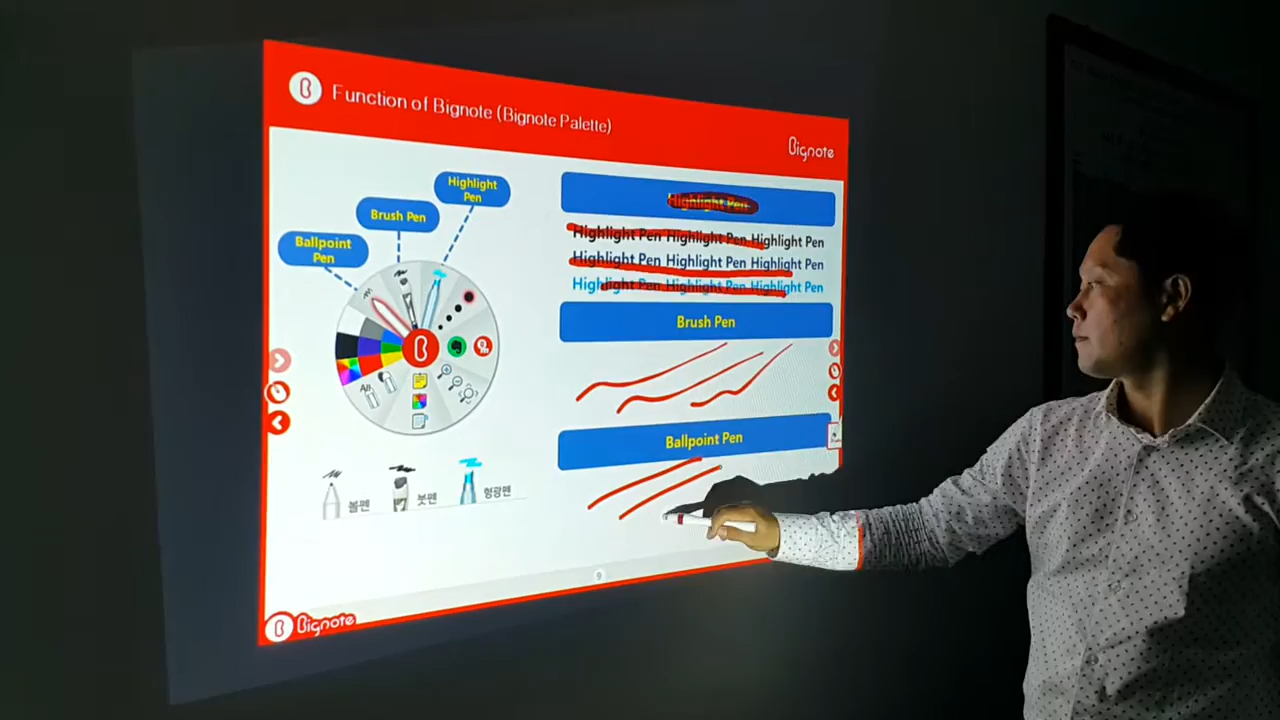 Function of Bignote (Bignote Palette)
Bignote
Highlight
Pen
Brush Pen
Ballpoint
Pen
볼펜
붓펜
형광펜
Highlight Pen
Highlight Pen Highlight Pen Highlight Pen
Highlight Pen Highlight Pen Highlight Pen
Highlight Pen Highlight Pen Highlight Pen
Brush Pen
Ballpoint Pen
9
Bignote